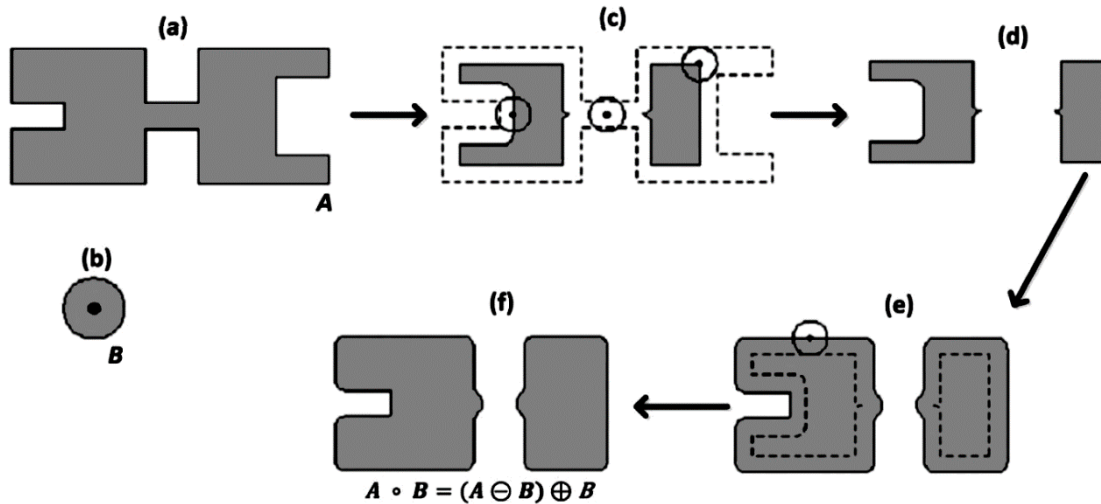 (a)
(c)
(d)
A
(b)
B
(f)
(e)
A ∘ B = (A ⊖ B) ⊕ B